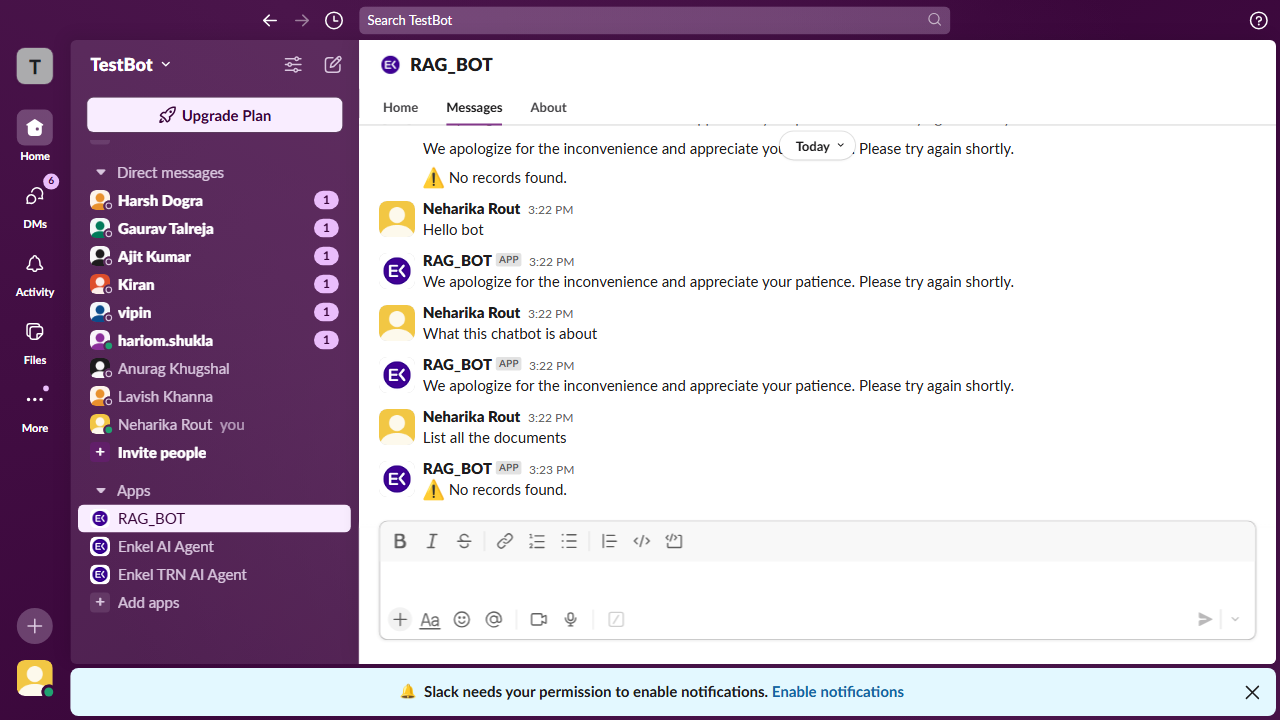 Search TestBot
T
TestBot
Upgrade Plan
Home
6
DMs
Activity
Files
More
Direct messages
Harsh Dogra 1
Gaurav Talreja 1
Ajit Kumar 1
Kiran 1
vipin 1
hariom.shukla 1
Anurag Khugshal
Lavish Khanna
Neharika Rout you
Invite people
Apps
RAG_BOT
Enkel AI Agent
Enkel TRN AI Agent
Add apps
RAG_BOT
Home Messages About
Today
We apologize for the inconvenience and appreciate Please try again shortly.
No records found.
Neharika Rout 3:22 PM
Hello bot
RAG_BOT APP 3:22 PM
We apologize for the inconvenience and appreciate your patience. Please try again shortly.
Neharika Rout 3:22 PM
What this chatbot is about
RAG_BOT APP 3:22 PM
We apologize for the inconvenience and appreciate your patience. Please try again shortly.
Neharika Rout 3:22 PM
List all the documents
RAG_BOT APP 3:23 PM
No records found.
B I S
Aa
Slack needs your permission to enable notifications. Enable notifications